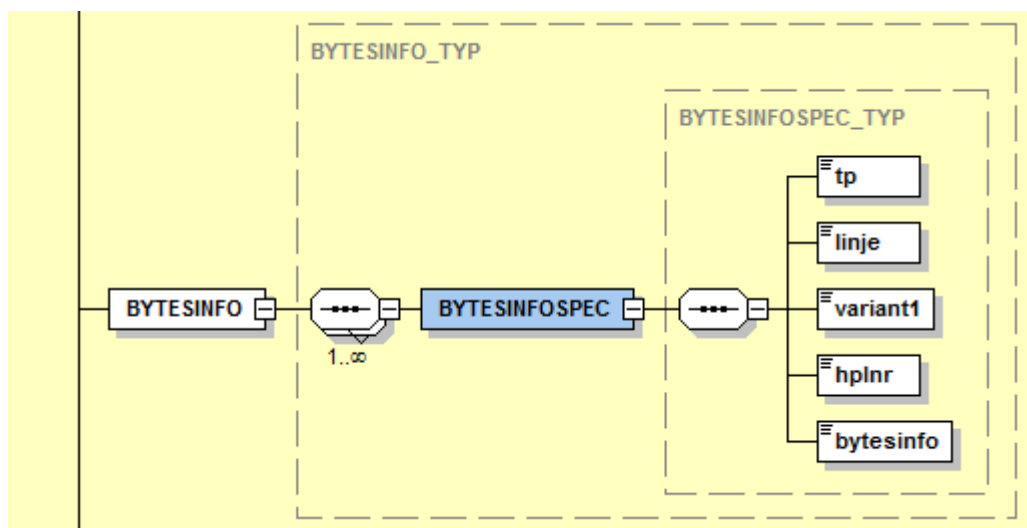 BYTESINFO_TYP
BYTESINFOSPEC_TYP
tp
linje
BYTESINFO
BYTESINFOSPEC
variant1
1..∞
hplnr
bytesinfo